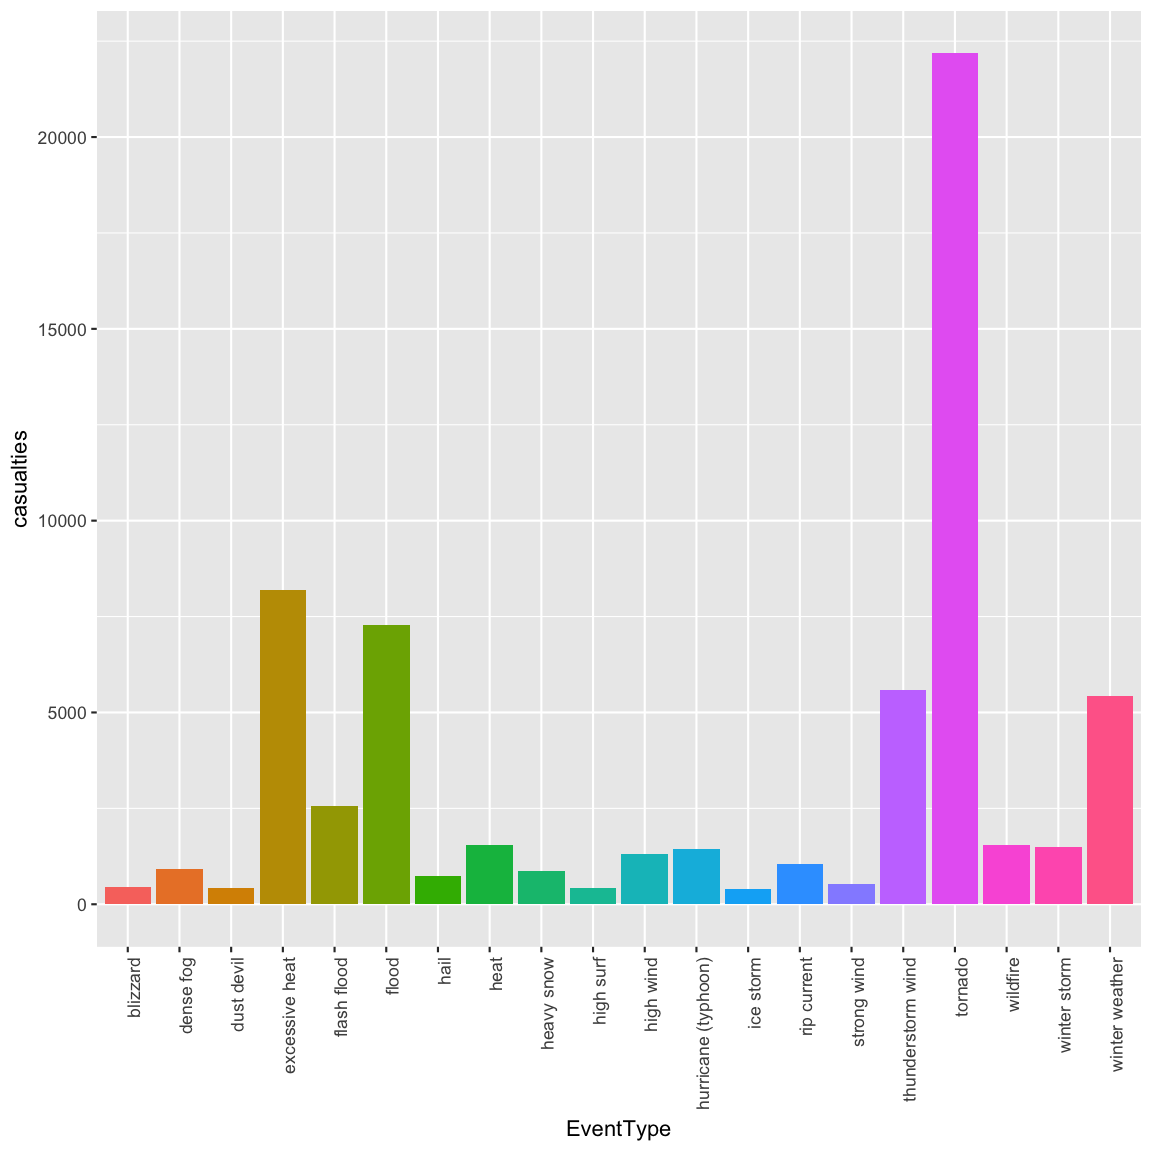 casualties
20000
15000
10000
5000
0
blizzard
dense fog
dust devil
excessive heat
flash flood
flood
hail
heat
heavy snow
high surf
high wind
hurricane (typhoon)
ice storm
rip current
strong wind
thunderstorm wind
tornado
wildfire
winter storm
winter weather
EventType